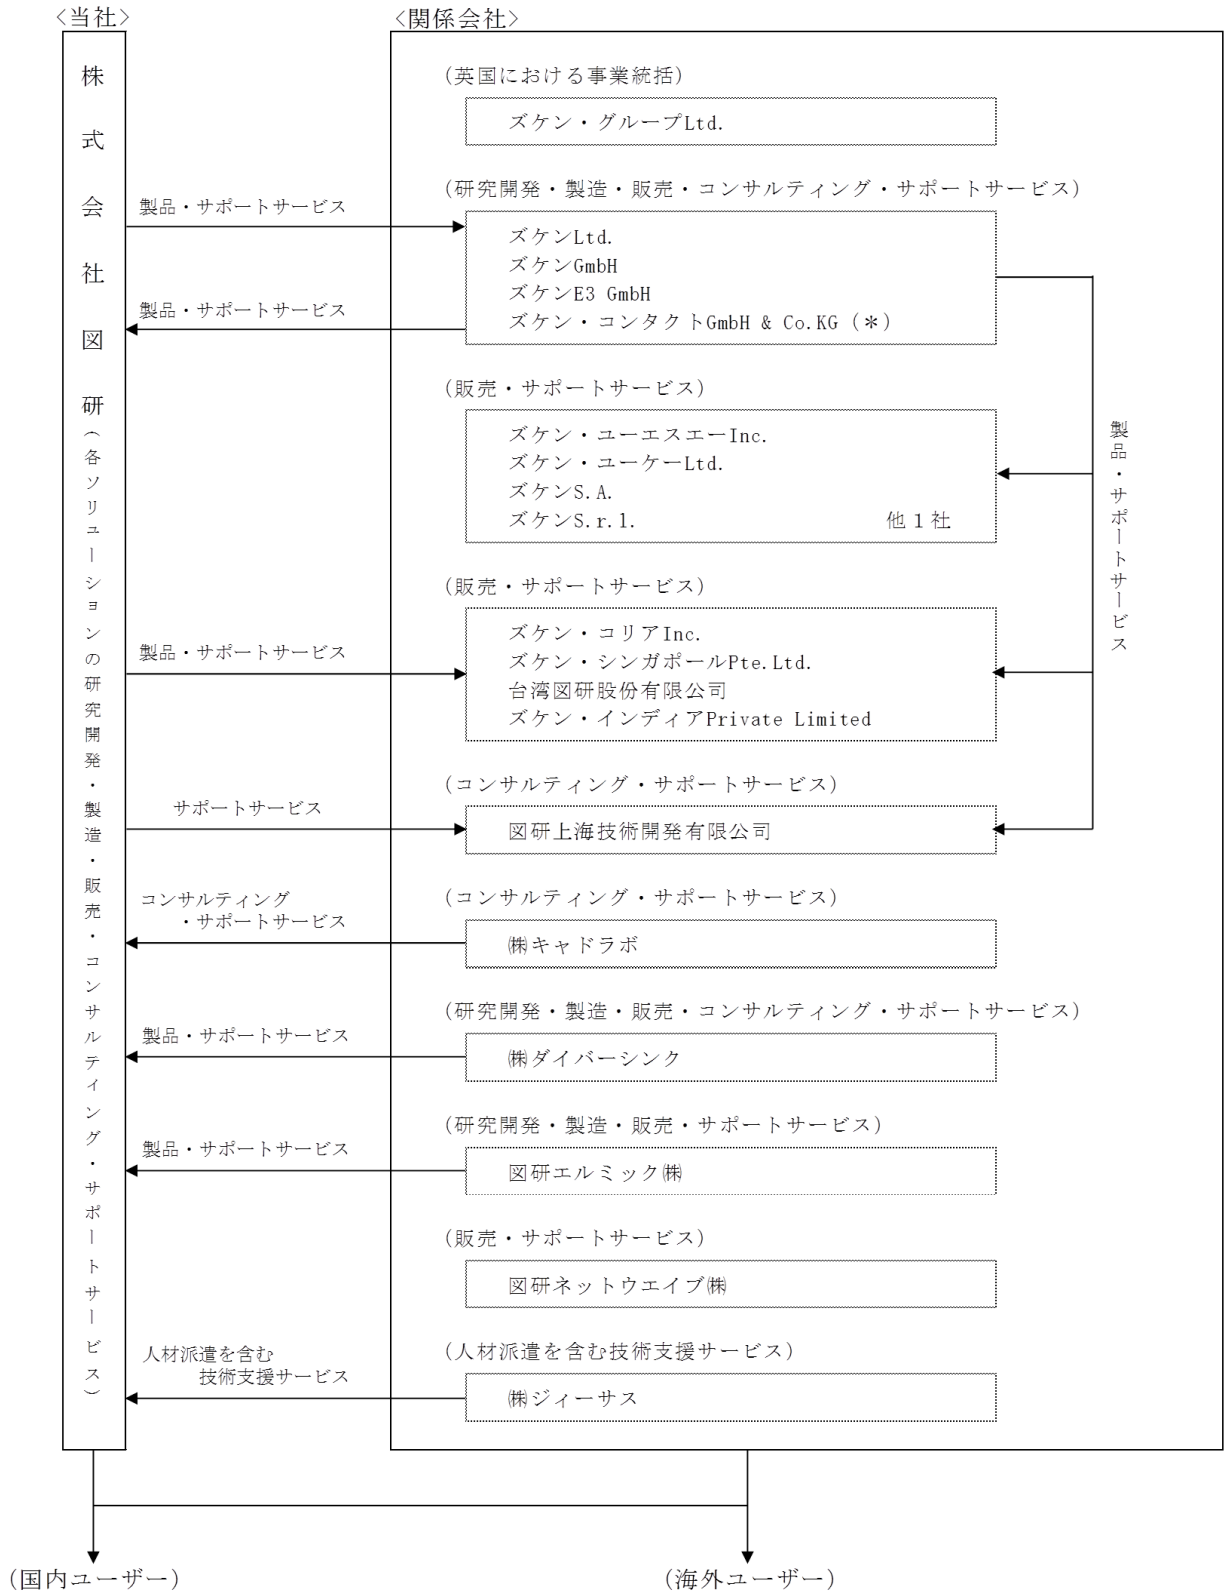 〈当社〉
株式会社図研（各ソリューションの研究開発・製造・販売・コンサルティング・サポートサービス）
〈関係会社〉
（英国における事業統括）
ズケン・グループLtd.
（研究開発・製造・販売・コンサルティング・サポートサービス）
製品・サポートサービス
ズケンLtd.
ズケンGmbH
ズケンE3 GmbH
ズケン・コンタクトGmbH & Co.KG（＊）
製品・サポートサービス
（販売・サポートサービス）
ズケン・ユーエスエーInc.
ズケン・ユーケーLtd.
ズケンS.A.
ズケンS.r.l. 他１社
製品・サポートサービス
（販売・サポートサービス）
製品・サポートサービス
ズケン・コリアInc.
ズケン・シンガポールPte.Ltd.
台湾図研股份有限公司
ズケン・インディアPrivate Limited
（コンサルティング・サポートサービス）
サポートサービス
図研上海技術開発有限公司
（コンサルティング・サポートサービス）
コンサルティング
・サポートサービス
㈱キャドラボ
（研究開発・製造・販売・コンサルティング・サポートサービス）
製品・サポートサービス
㈱ダイバーシンク
（研究開発・製造・販売・サポートサービス）
製品・サポートサービス
図研エルミック㈱
（販売・サポートサービス）
図研ネットウエイブ㈱
（人材派遣を含む技術支援サービス）
人材派遣を含む
技術支援サービス
㈱ジィーサス
（国内ユーザー）
（海外ユーザー）